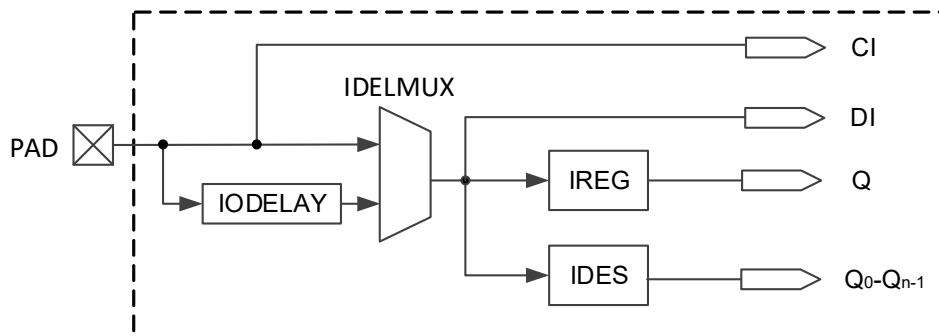 CI
IDELMUX
DI
PAD
IREG
Q
IODELAY
IDES
Q0-Qn-1